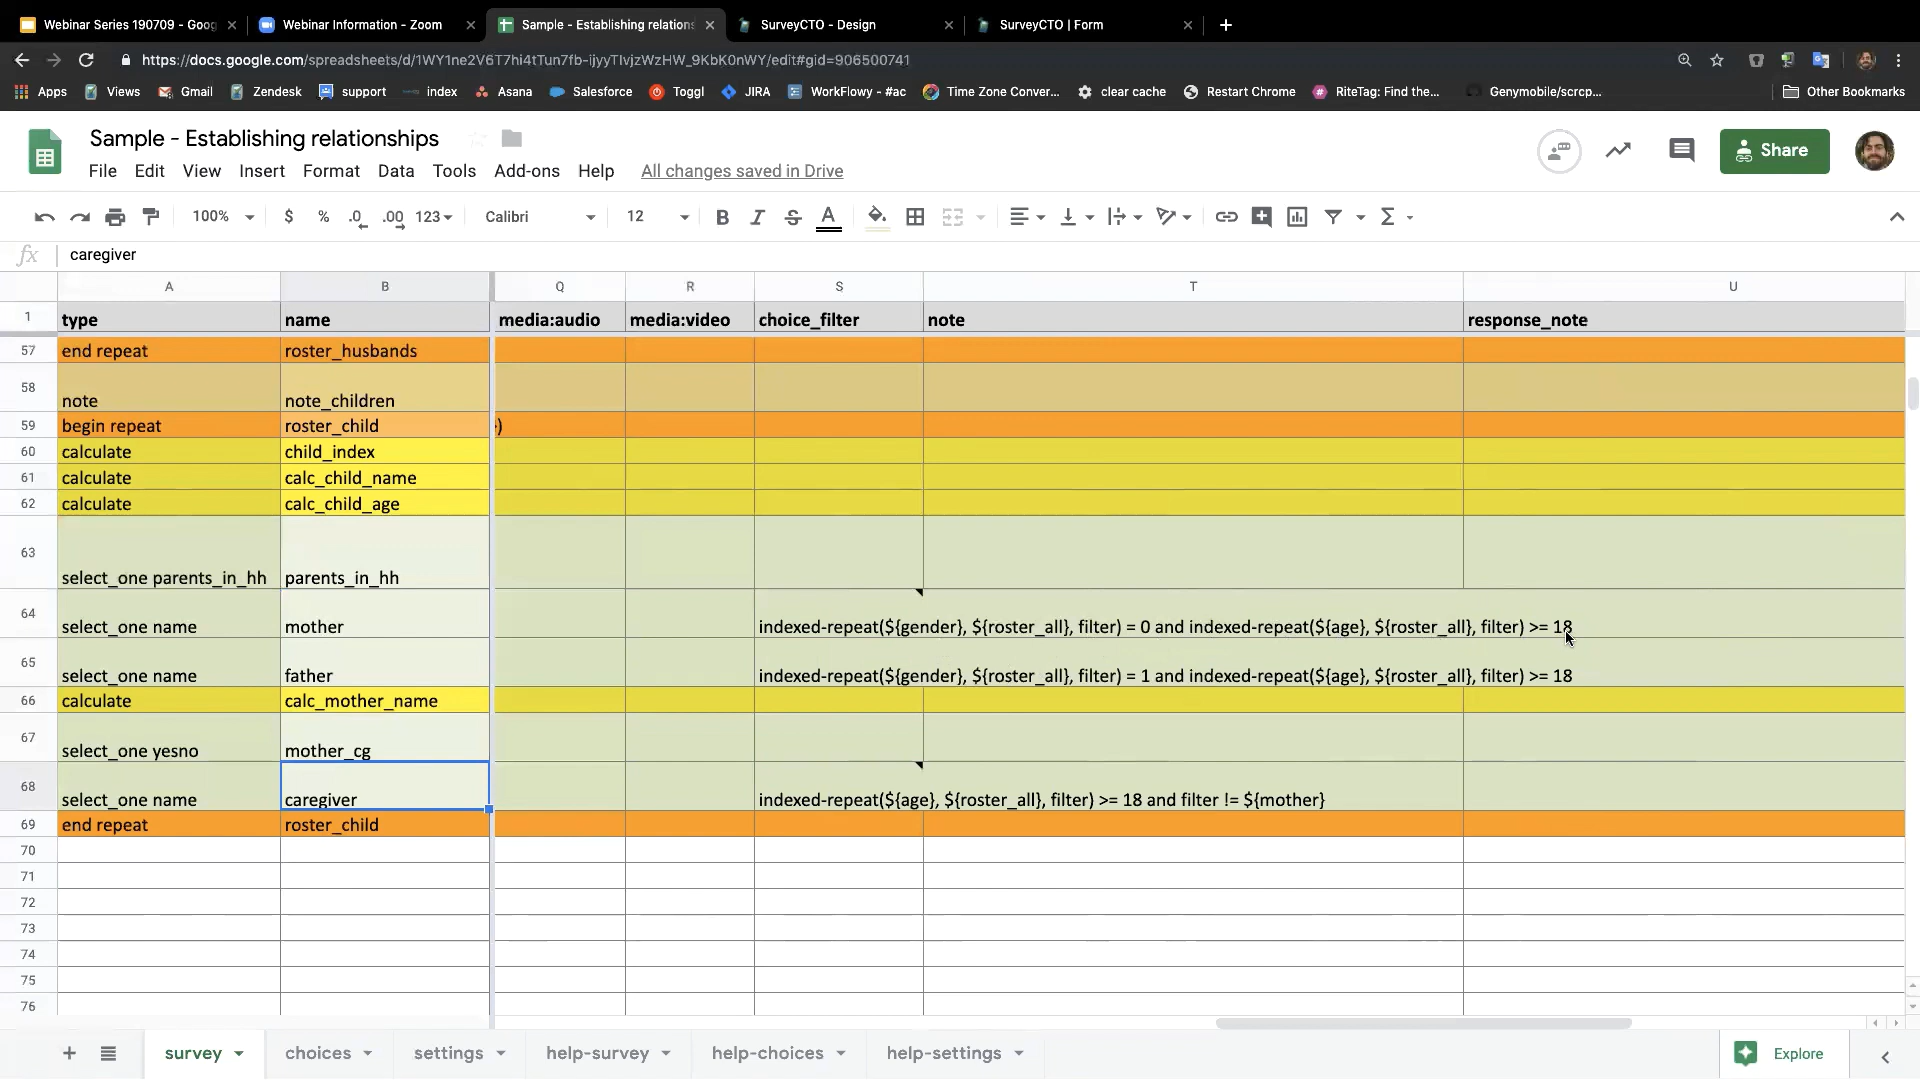 Webinar Series 190709 - Goog
Webinar Information - Zoom
Sample - Establishing relations
SurveyCTO - Design
SurveyCTO | Form
https://docs.google.com/spreadsheets/d/1WY1ne2V6T7hi4tTun7fb-ijyyTIvjzWzHW_9KbK0nWY/edit#gid=906500741
Apps Views Gmail Zendesk support index Asana Salesforce Toggl JIRA WorkFlowy - #ac Time Zone Conver... clear cache Restart Chrome RiteTag: Find the... Genymobile/scrcp... Other Bookmarks
Sample - Establishing relationships
File Edit View Insert Format Data Tools Add-ons Help All changes saved in Drive
Share
100% $ % .0 .00 123 Calibri 12 B I S A Σ
fx caregiver
A B Q R S T U
1 type name media:audio media:video choice_filter note response_note
57 end repeat roster_husbands
58 note note_children
59 begin repeat roster_child )
60 calculate child_index
61 calculate calc_child_name
62 calculate calc_child_age
63 select_one parents_in_hh parents_in_hh
64 select_one name mother indexed-repeat(${gender}, ${roster_all}, filter) = 0 and indexed-repeat(${age}, ${roster_all}, filter) >= 18
65 select_one name father indexed-repeat(${gender}, ${roster_all}, filter) = 1 and indexed-repeat(${age}, ${roster_all}, filter) >= 18
66 calculate calc_mother_name
67 select_one yesno mother_cg
68 select_one name caregiver indexed-repeat(${age}, ${roster_all}, filter) >= 18 and filter != ${mother}
69 end repeat roster_child
70
71
72
73
74
75
76
survey choices settings help-survey help-choices help-settings Explore